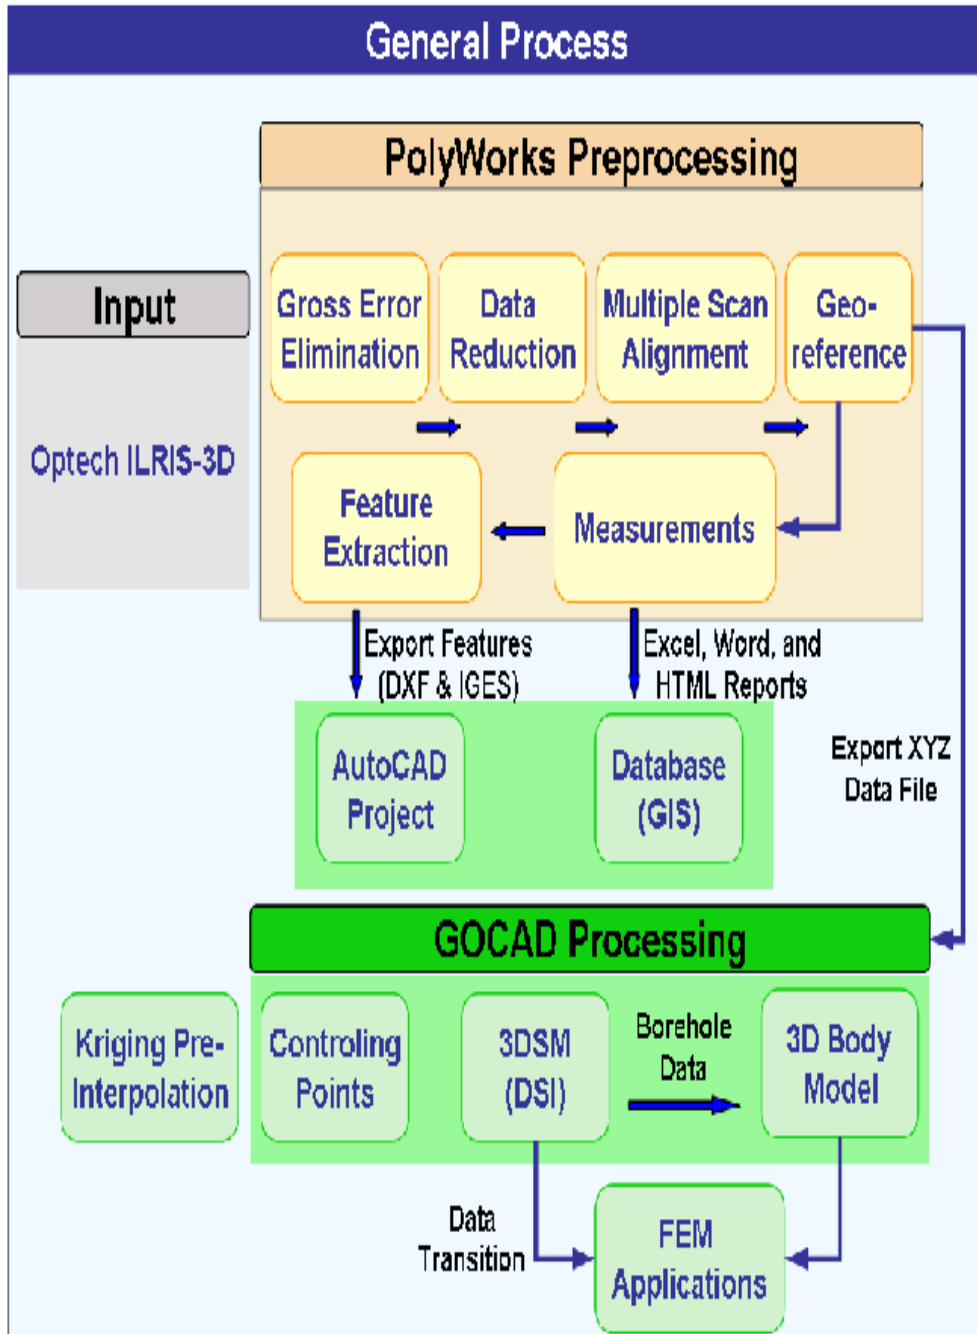 General Process
PolyWorks Preprocessing
Input
Optech ILRIS-3D
Gross Error
Elimination
Data
Reduction
Multiple Scan
Alignment
Geo-
reference
Feature
Extraction
Measurements
Export Features
(DXF & IGES)
Excel, Word, and
HTML Reports
Export XYZ
Data File
AutoCAD
Project
Database
(GIS)
GOCAD Processing
Kriging Pre-
Interpolation
Controling
Points
3DSM
(DSI)
Borehole
Data
3D Body
Model
Data
Transition
FEM
Applications